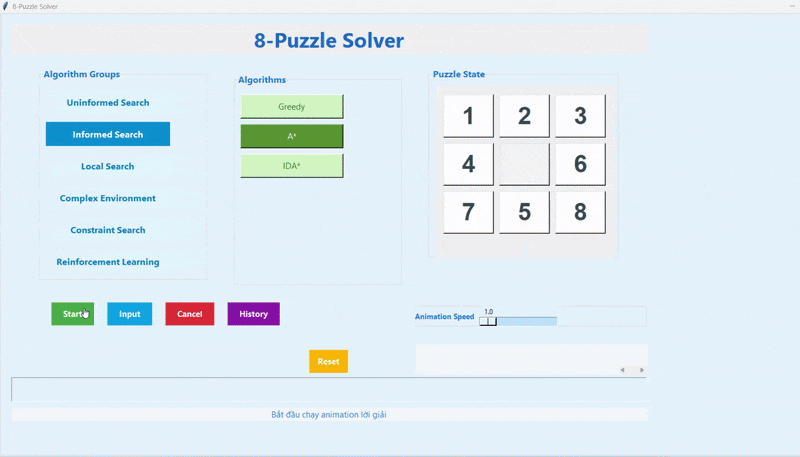 8-Puzzle Solver
8-Puzzle Solver
Algorithm Groups
Uninformed Search
Informed Search
Local Search
Complex Environment
Constraint Search
Reinforcement Learning
Algorithms
Greedy
A*
IDA*
Puzzle State
1 2 3
4 6
7 5 8
Start
Input
Cancel
History
Animation Speed
1.0
Reset
Bắt đầu chạy animation lời giải